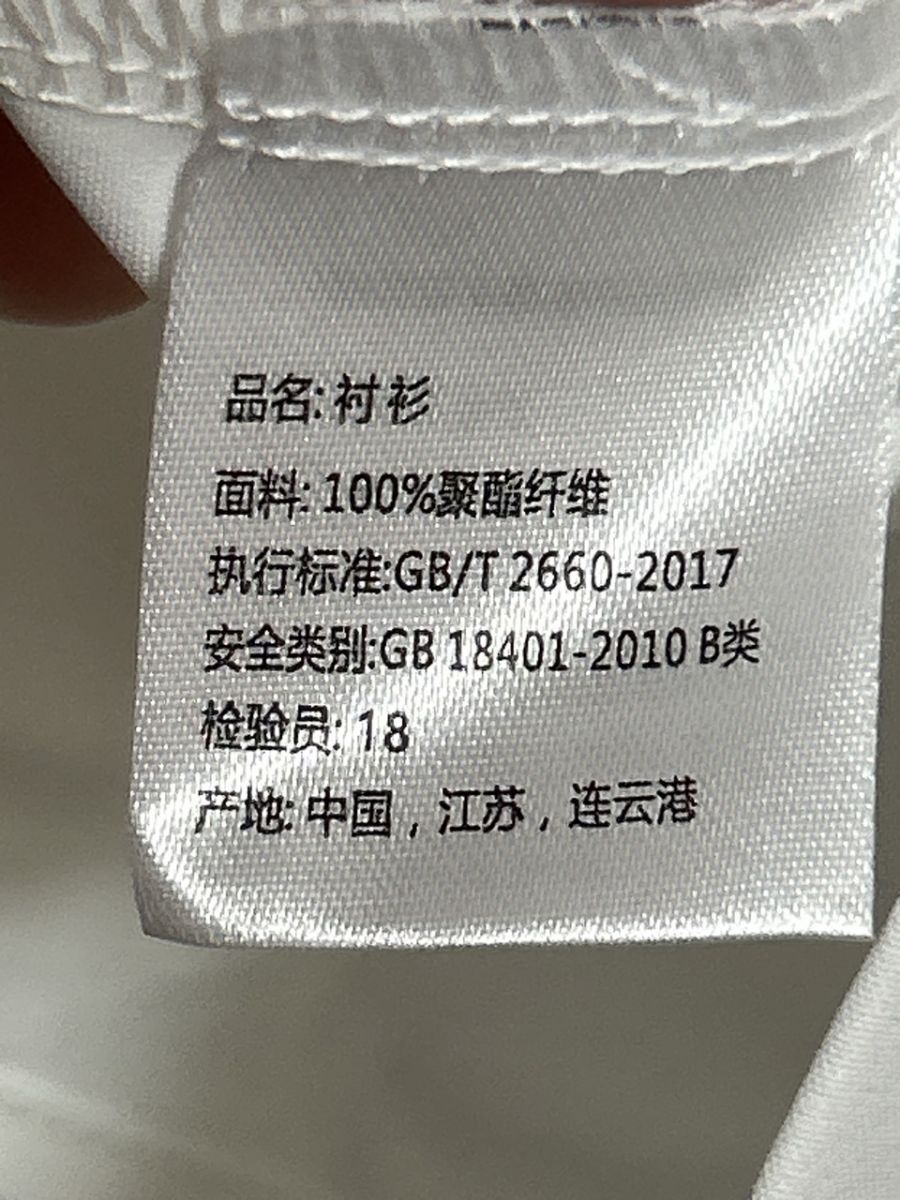 品名: 衬衫
面料: 100%聚酯纤维
执行标准:GB/T 2660-2017
安全类别:GB 18401-2010 B类
检验员: 18
产地: 中国，江苏，连云港